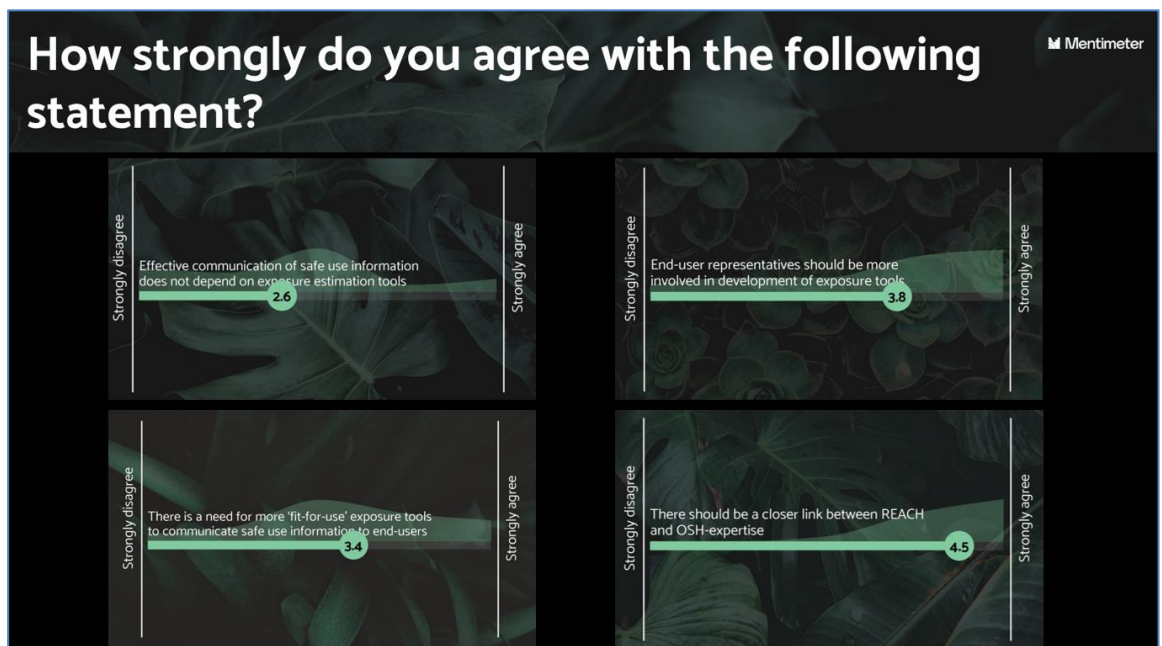 How strongly do you agree with the following
statement?
Mentimeter
Strongly disagree
Effective communication of safe use information
does not depend on exposure estimation tools
2.6
Strongly agree
Strongly disagree
End-user representatives should be more
involved in development of exposure tools
3.8
Strongly agree
Strongly disagree
There is a need for more ‘fit-for-use’ exposure tools
to communicate safe use information to end-users
3.4
Strongly agree
Strongly disagree
There should be a closer link between REACH
and OSH-expertise
4.5
Strongly agree